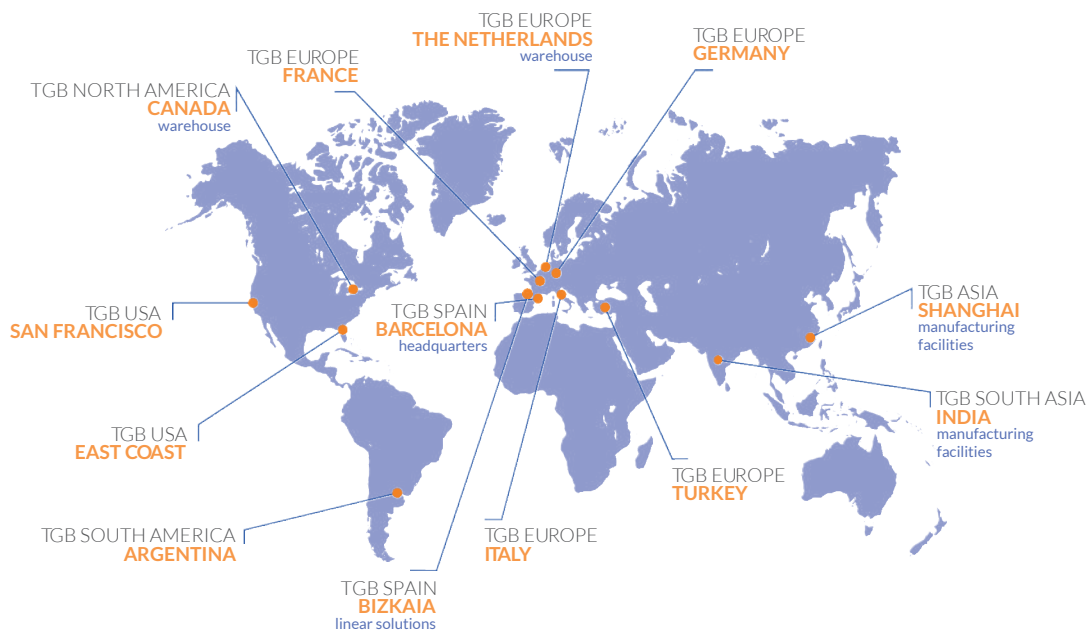 TGB EUROPE
THE NETHERLANDS
warehouse
TGB EUROPE
GERMANY
TGB EUROPE
FRANCE
TGB NORTH AMERICA
CANADA
warehouse
TGB USA
SAN FRANCISCO
TGB SPAIN
BARCELONA
headquarters
TGB ASIA
SHANGHAI
manufacturing
facilities
TGB SOUTH ASIA
INDIA
manufacturing
facilities
TGB USA
EAST COAST
TGB EUROPE
TURKEY
TGB SOUTH AMERICA
ARGENTINA
TGB EUROPE
ITALY
TGB SPAIN
BIZKAIA
linear solutions